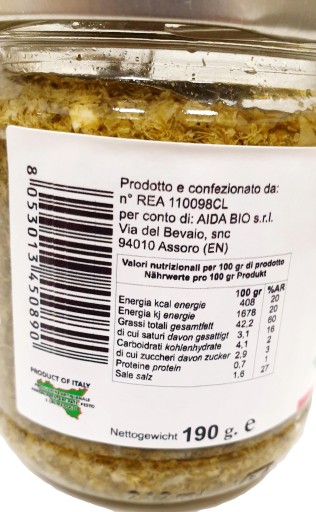 Prodotto e confezionato da:
n° REA 110098CL
per conto di: AIDA BIO s.r.l.
Via del Bevaio, snc
94010 Assoro (EN)
Valori nutrizionali per 100 gr di prodotto
Nährwerte pro 100 gr Produkt
100 gr %AR
Energia kcal energie 408 20
Energia kj energie 1678 20
Grassi totali gesamtfett 42,2 60
di cui saturi davon gesattigt 3,1 16
Carboidrati kohlenhydrate 4,1 2
di cui zuccheri davon zucker 2,9 3
Proteine protein 0,7 1
Sale salz 1,6 27
8 053013 450890
PRODUCT OF ITALY
Nettogewicht 190 g. e